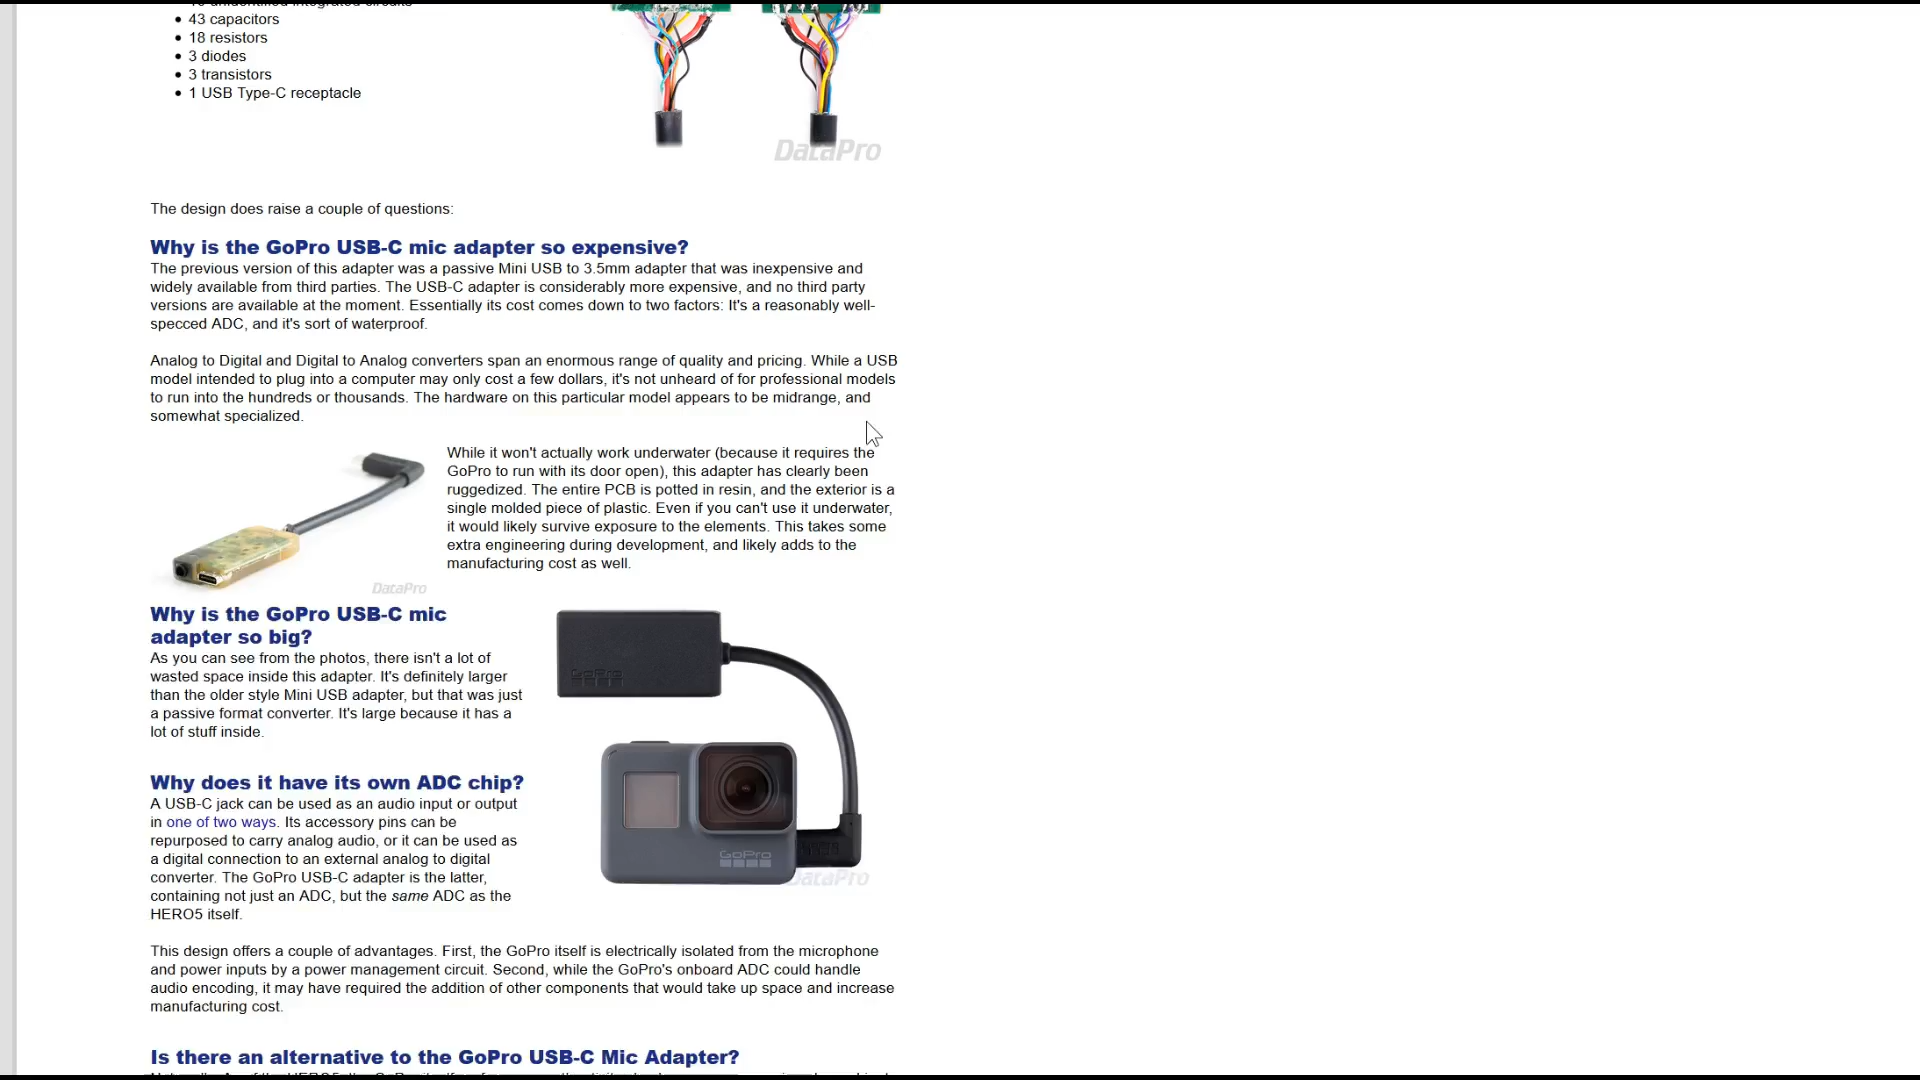 43 capacitors
18 resistors
3 diodes
3 transistors
1 USB Type-C receptacle
DataPro
The design does raise a couple of questions:
Why is the GoPro USB-C mic adapter so expensive?
The previous version of this adapter was a passive Mini USB to 3.5mm adapter that was inexpensive and
widely available from third parties. The USB-C adapter is considerably more expensive, and no third party
versions are available at the moment. Essentially its cost comes down to two factors: It's a reasonably well-
specced ADC, and it's sort of waterproof.
Analog to Digital and Digital to Analog converters span an enormous range of quality and pricing. While a USB
model intended to plug into a computer may only cost a few dollars, it's not unheard of for professional models
to run into the hundreds or thousands. The hardware on this particular model appears to be midrange, and
somewhat specialized.
While it won't actually work underwater (because it requires the
GoPro to run with its door open), this adapter has clearly been
ruggedized. The entire PCB is potted in resin, and the exterior is a
single molded piece of plastic. Even if you can't use it underwater,
it would likely survive exposure to the elements. This takes some
extra engineering during development, and likely adds to the
manufacturing cost as well.
DataPro
Why is the GoPro USB-C mic
adapter so big?
As you can see from the photos, there isn't a lot of
wasted space inside this adapter. It's definitely larger
than the older style Mini USB adapter, but that was just
a passive format converter. It's large because it has a
lot of stuff inside.
GoPro
Why does it have its own ADC chip?
A USB-C jack can be used as an audio input or output
in one of two ways. Its accessory pins can be
repurposed to carry analog audio, or it can be used as
a digital connection to an external analog to digital
converter. The GoPro USB-C adapter is the latter,
containing not just an ADC, but the same ADC as the
HERO5 itself.
GoPro
DataPro
This design offers a couple of advantages. First, the GoPro itself is electrically isolated from the microphone
and power inputs by a power management circuit. Second, while the GoPro's onboard ADC could handle
audio encoding, it may have required the addition of other components that would take up space and increase
manufacturing cost.
Is there an alternative to the GoPro USB-C Mic Adapter?